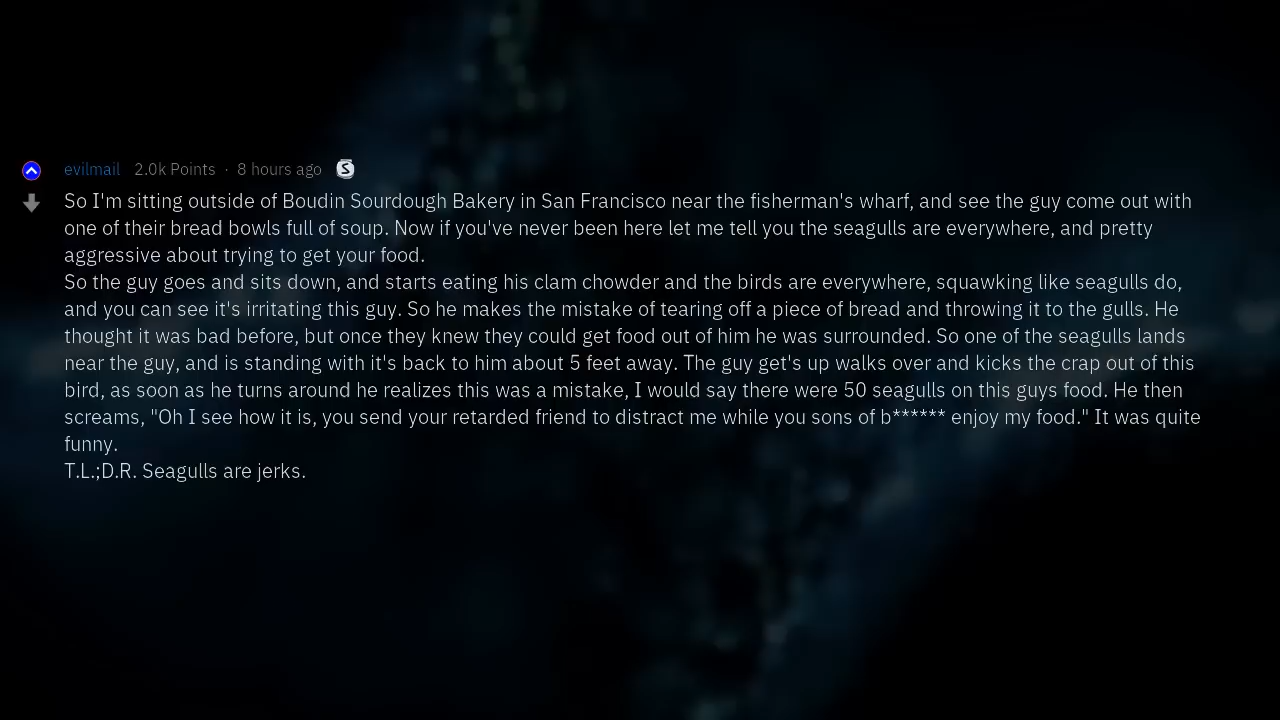 evilmail 2.0k Points · 8 hours ago S
So I'm sitting outside of Boudin Sourdough Bakery in San Francisco near the fisherman's wharf, and see the guy come out with
one of their bread bowls full of soup. Now if you've never been here let me tell you the seagulls are everywhere, and pretty
aggressive about trying to get your food.
So the guy goes and sits down, and starts eating his clam chowder and the birds are everywhere, squawking like seagulls do,
and you can see it's irritating this guy. So he makes the mistake of tearing off a piece of bread and throwing it to the gulls. He
thought it was bad before, but once they knew they could get food out of him he was surrounded. So one of the seagulls lands
near the guy, and is standing with it's back to him about 5 feet away. The guy get's up walks over and kicks the crap out of this
bird, as soon as he turns around he realizes this was a mistake, I would say there were 50 seagulls on this guys food. He then
screams, "Oh I see how it is, you send your retarded friend to distract me while you sons of b****** enjoy my food." It was quite
funny.
T.L.;D.R. Seagulls are jerks.